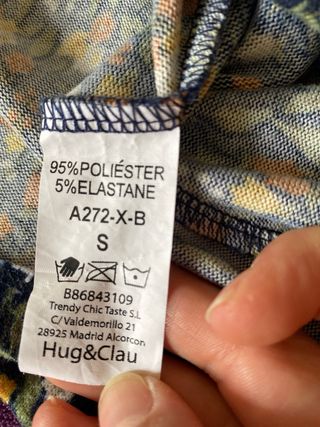 95%POLIÉSTER
5%ELASTANE
A272-X-B
S
B86843109
Trendy Chic Taste S.L
C/Valdemorillo 21
28925 Madrid Alcorcon
Hug&Clau